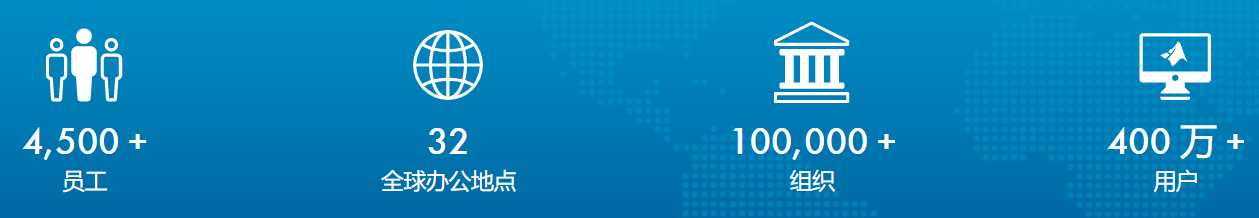 4,500 +
员工
32
全球办公地点
100,000 +
组织
400 万 +
用户